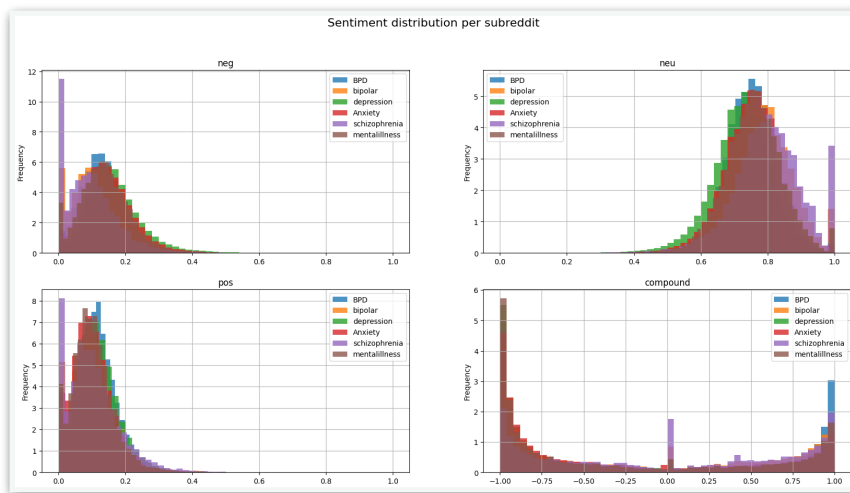 Sentiment distribution per subreddit
neg
Frequency
12
10
8
6
4
2
0
0.0 0.2 0.4 0.6 0.8 1.0
BPD
bipolar
depression
Anxiety
schizophrenia
mentalillness
neu
Frequency
5
4
3
2
1
0
0.0 0.2 0.4 0.6 0.8 1.0
BPD
bipolar
depression
Anxiety
schizophrenia
mentalillness
pos
Frequency
8
7
6
5
4
3
2
1
0
0.0 0.2 0.4 0.6 0.8 1.0
BPD
bipolar
depression
Anxiety
schizophrenia
mentalillness
compound
Frequency
6
5
4
3
2
1
0
−1.00 −0.75 −0.50 −0.25 0.00 0.25 0.50 0.75 1.00
BPD
bipolar
depression
Anxiety
schizophrenia
mentalillness